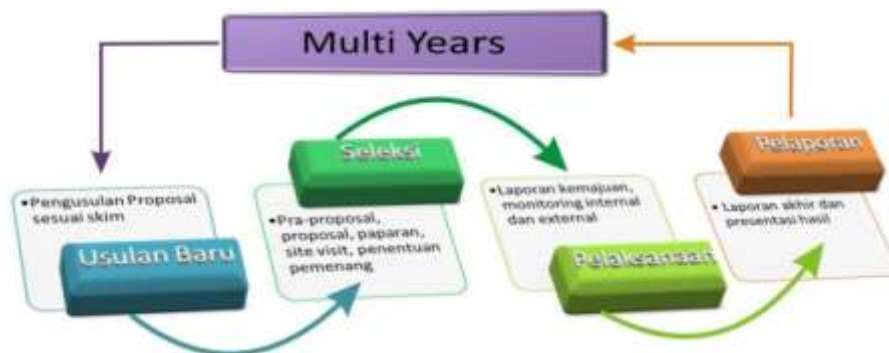 Multi Years
•Pengusulan Proposal
sesuai skim
Usulan Baru
Seleksi
•Pra-proposal,
proposal, paparan,
site visit, penentuan
pemenang
•Laporan kemajuan,
monitoring internal
dan external
Pelaksanaan
Pelaporan
• Laporan akhir dan
presentasi hasil